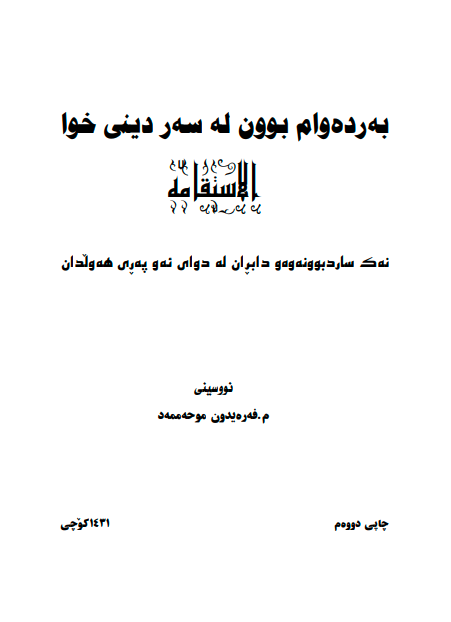 بەردەوام بوون لە سەر دینی خوا
الإستقامە
نەک ساردبوونەوەو دابڕان لە دوای ئەو پەڕی هەوڵدان
نووسینی
م.فەرەیدون موحەممەد
چاپی دووەم
١٤٣١کۆچی